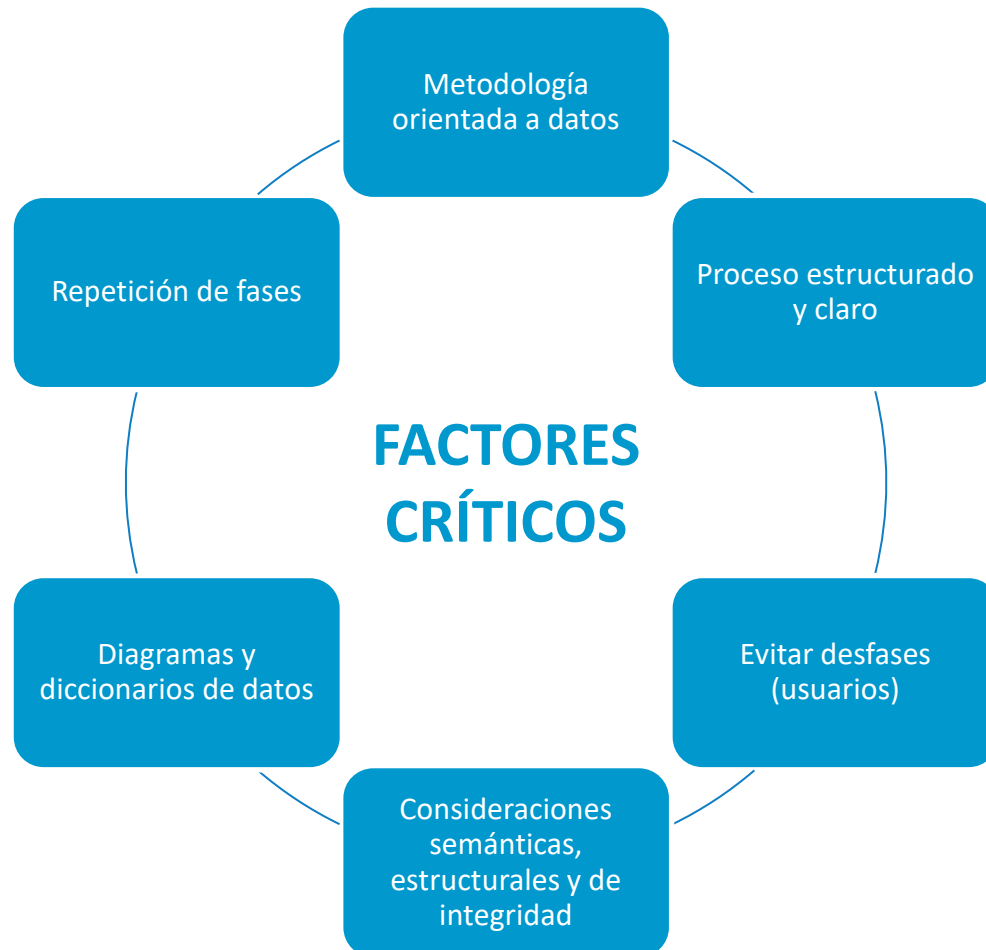 Metodología
orientada a datos
Proceso estructurado
y claro
Evitar desfases
(usuarios)
Consideraciones
semánticas,
estructurales y de
integridad
Diagramas y
diccionarios de datos
Repetición de fases
FACTORES
CRÍTICOS